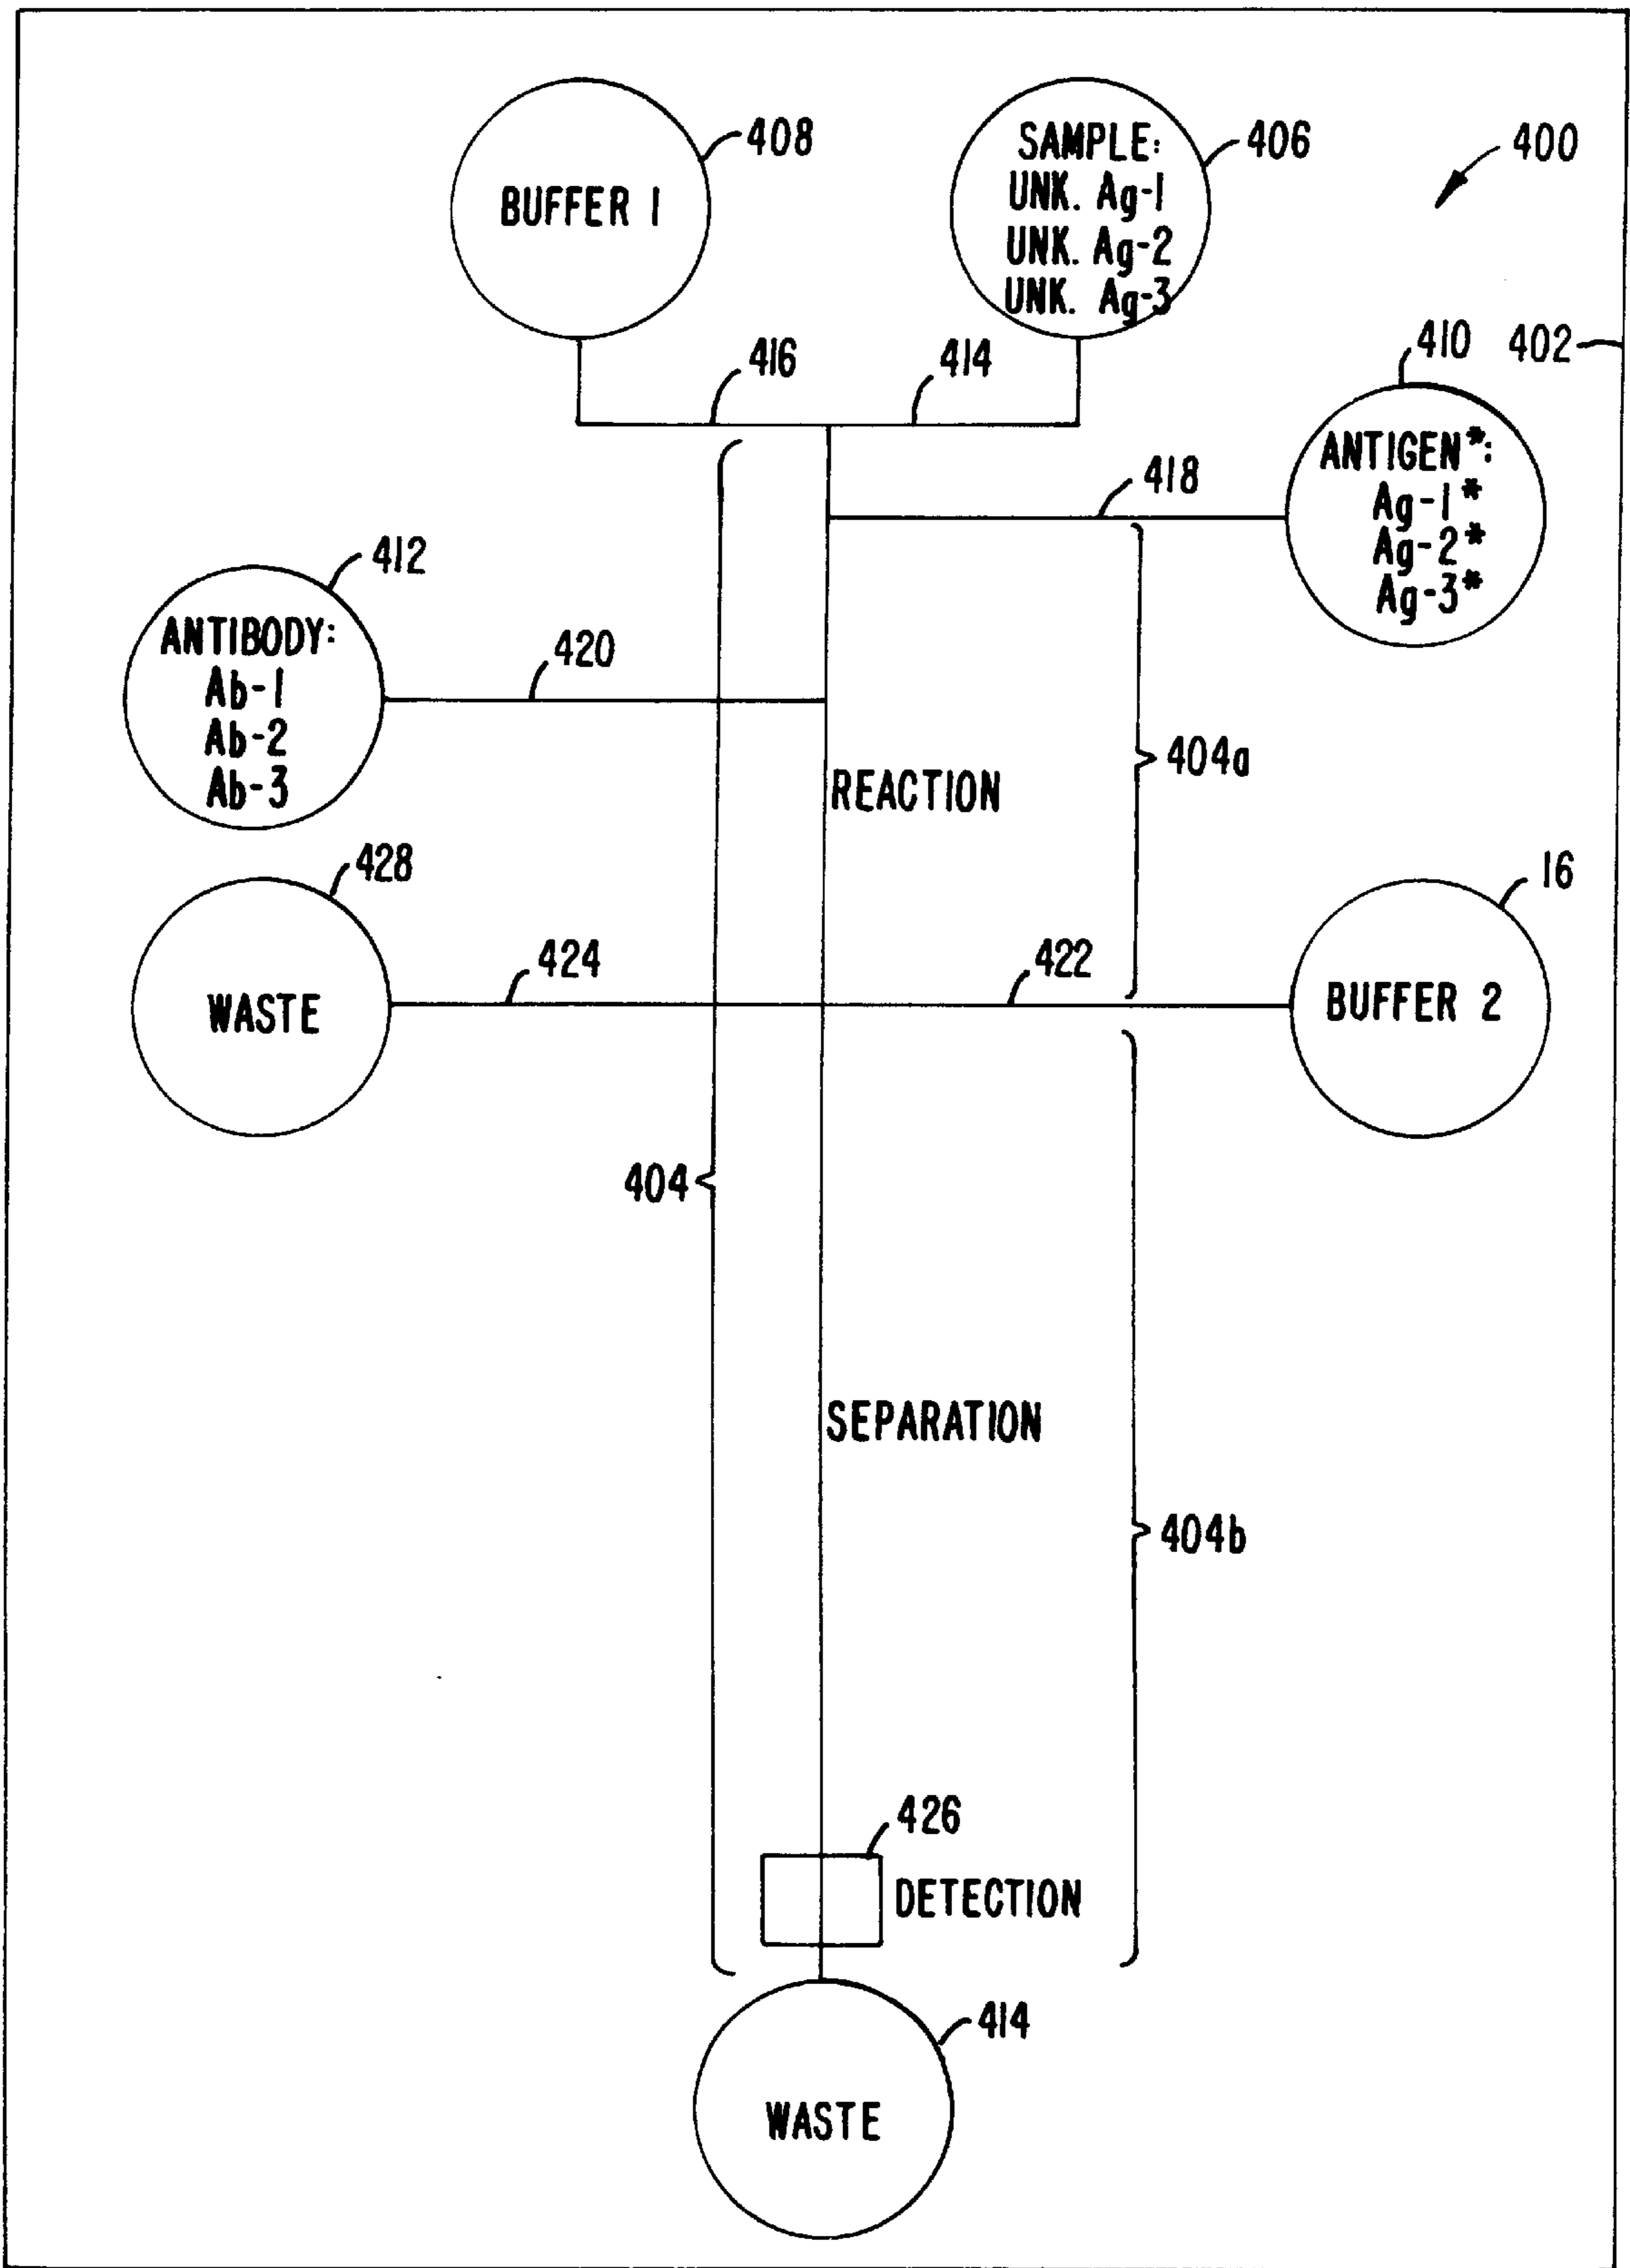 408
BUFFER 1
SAMPLE:
UNK. Ag-1
UNK. Ag-2
UNK. Ag-3
406
400
416
414
410
402
ANTIGEN*:
Ag-1*
Ag-2*
Ag-3*
418
412
ANTIBODY:
Ab-1
Ab-2
Ab-3
420
404a
REACTION
428
WASTE
424
422
16
BUFFER 2
404
SEPARATION
404b
426
DETECTION
414
WASTE